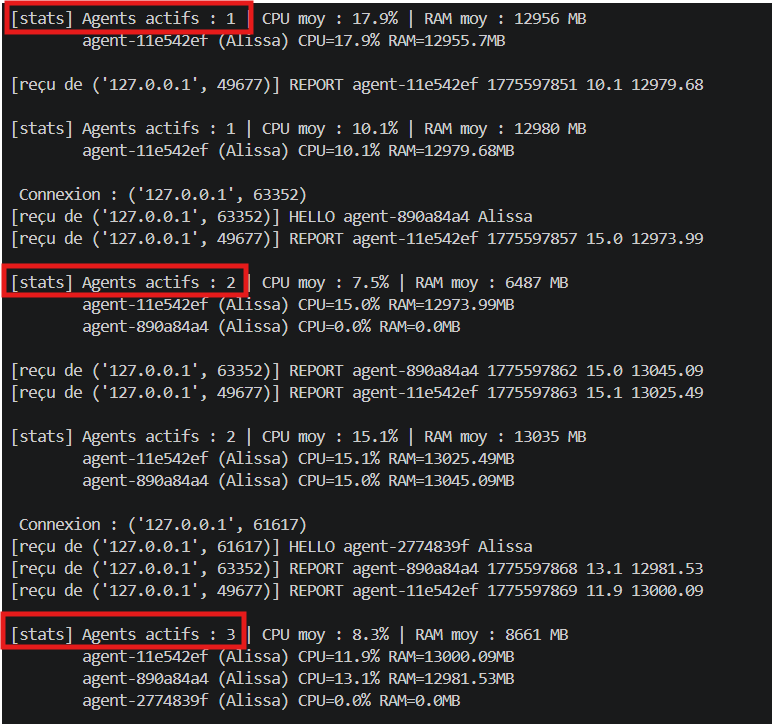 [stats] Agents actifs : 1 | CPU moy : 17.9% | RAM moy : 12956 MB
agent-11e542ef (Alissa) CPU=17.9% RAM=12955.7MB
[reçu de ('127.0.0.1', 49677)] REPORT agent-11e542ef 1775597851 10.1 12979.68
[stats] Agents actifs : 1 | CPU moy : 10.1% | RAM moy : 12980 MB
agent-11e542ef (Alissa) CPU=10.1% RAM=12979.68MB
Connexion : ('127.0.0.1', 63352)
[reçu de ('127.0.0.1', 63352)] HELLO agent-890a84a4 Alissa
[reçu de ('127.0.0.1', 49677)] REPORT agent-11e542ef 1775597857 15.0 12973.99
[stats] Agents actifs : 2 | CPU moy : 7.5% | RAM moy : 6487 MB
agent-11e542ef (Alissa) CPU=15.0% RAM=12973.99MB
agent-890a84a4 (Alissa) CPU=0.0% RAM=0.0MB
[reçu de ('127.0.0.1', 63352)] REPORT agent-890a84a4 1775597862 15.0 13045.09
[reçu de ('127.0.0.1', 49677)] REPORT agent-11e542ef 1775597863 15.1 13025.49
[stats] Agents actifs : 2 | CPU moy : 15.1% | RAM moy : 13035 MB
agent-11e542ef (Alissa) CPU=15.1% RAM=13025.49MB
agent-890a84a4 (Alissa) CPU=15.0% RAM=13045.09MB
Connexion : ('127.0.0.1', 61617)
[reçu de ('127.0.0.1', 61617)] HELLO agent-2774839f Alissa
[reçu de ('127.0.0.1', 63352)] REPORT agent-890a84a4 1775597868 13.1 12981.53
[reçu de ('127.0.0.1', 49677)] REPORT agent-11e542ef 1775597869 11.9 13000.09
[stats] Agents actifs : 3 | CPU moy : 8.3% | RAM moy : 8661 MB
agent-11e542ef (Alissa) CPU=11.9% RAM=13000.09MB
agent-890a84a4 (Alissa) CPU=13.1% RAM=12981.53MB
agent-2774839f (Alissa) CPU=0.0% RAM=0.0MB